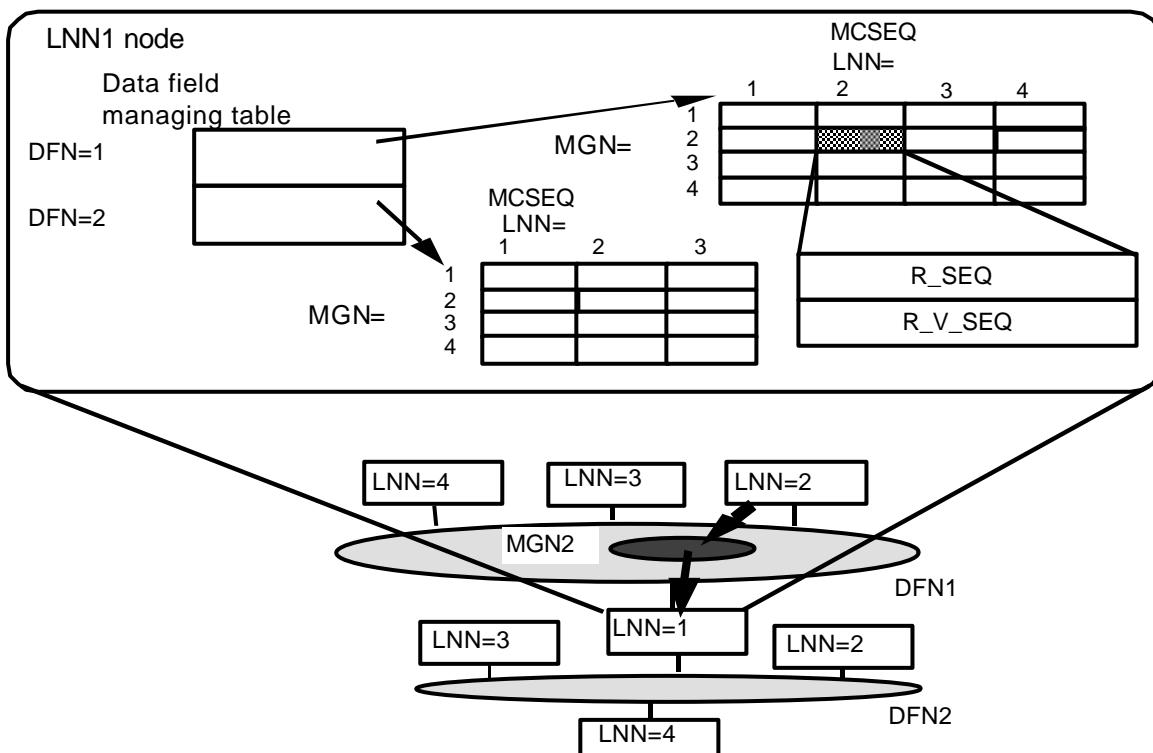 LNN1 node
Data field
managing table
DFN=1
DFN=2
MCSEQ
LNN=
1 2 3 4
MGN=
1
2
3
4
MCSEQ
LNN=
1 2 3
MGN=
1
2
3
4
R_SEQ
R_V_SEQ
LNN=4
LNN=3
LNN=2
MGN2
DFN1
LNN=1
LNN=3
LNN=2
DFN2
LNN=4